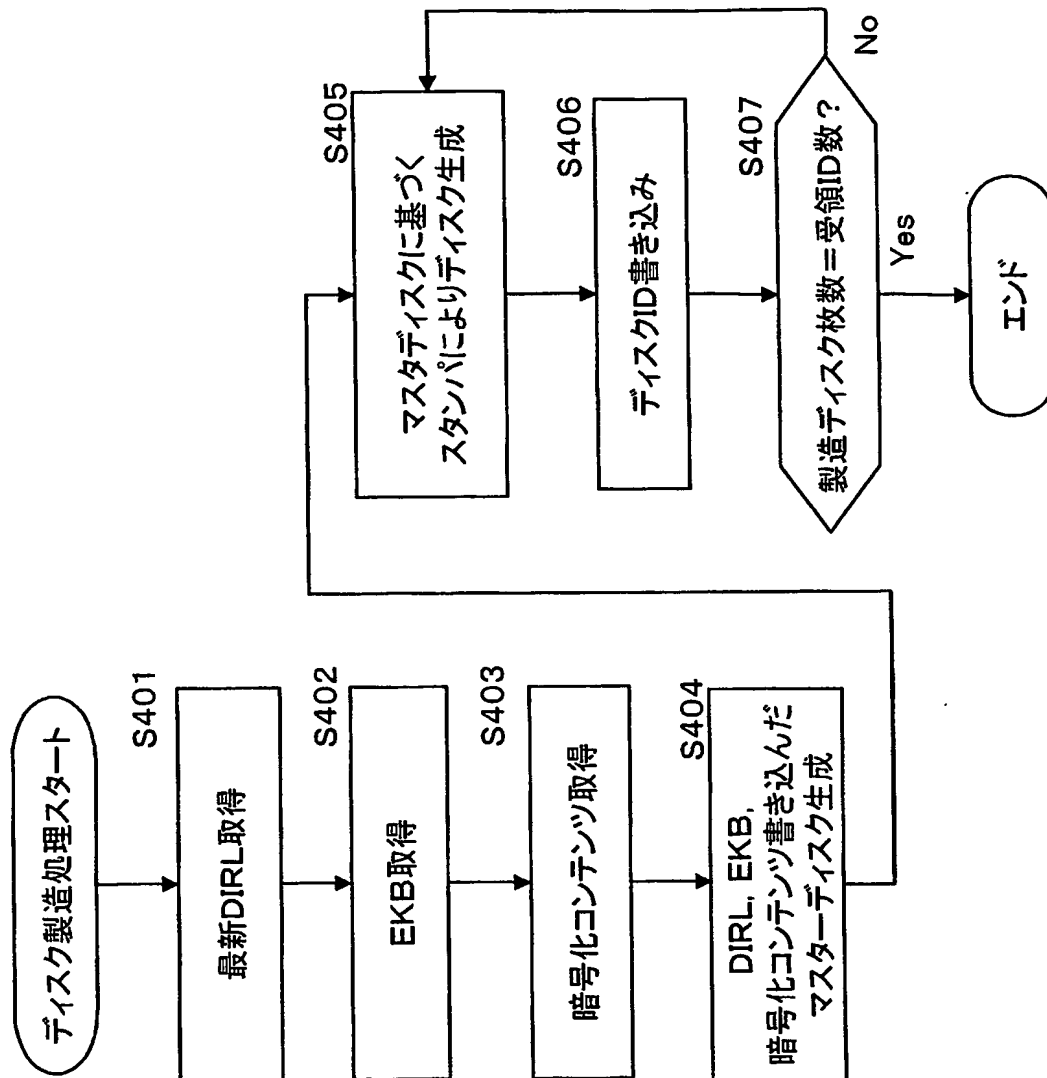 ディスク製造処理スタート
S401
最新DIRL取得
S402
EKB取得
S403
暗号化コンテンツ取得
S404
DIRL, EKB,
暗号化コンテンツ書き込んだ
マスターディスク生成
S405
マスタディスクに基づく
スタンパによりディスク生成
S406
ディスクID書き込み
S407
製造ディスク枚数=受領ID数?
No
Yes
エンド